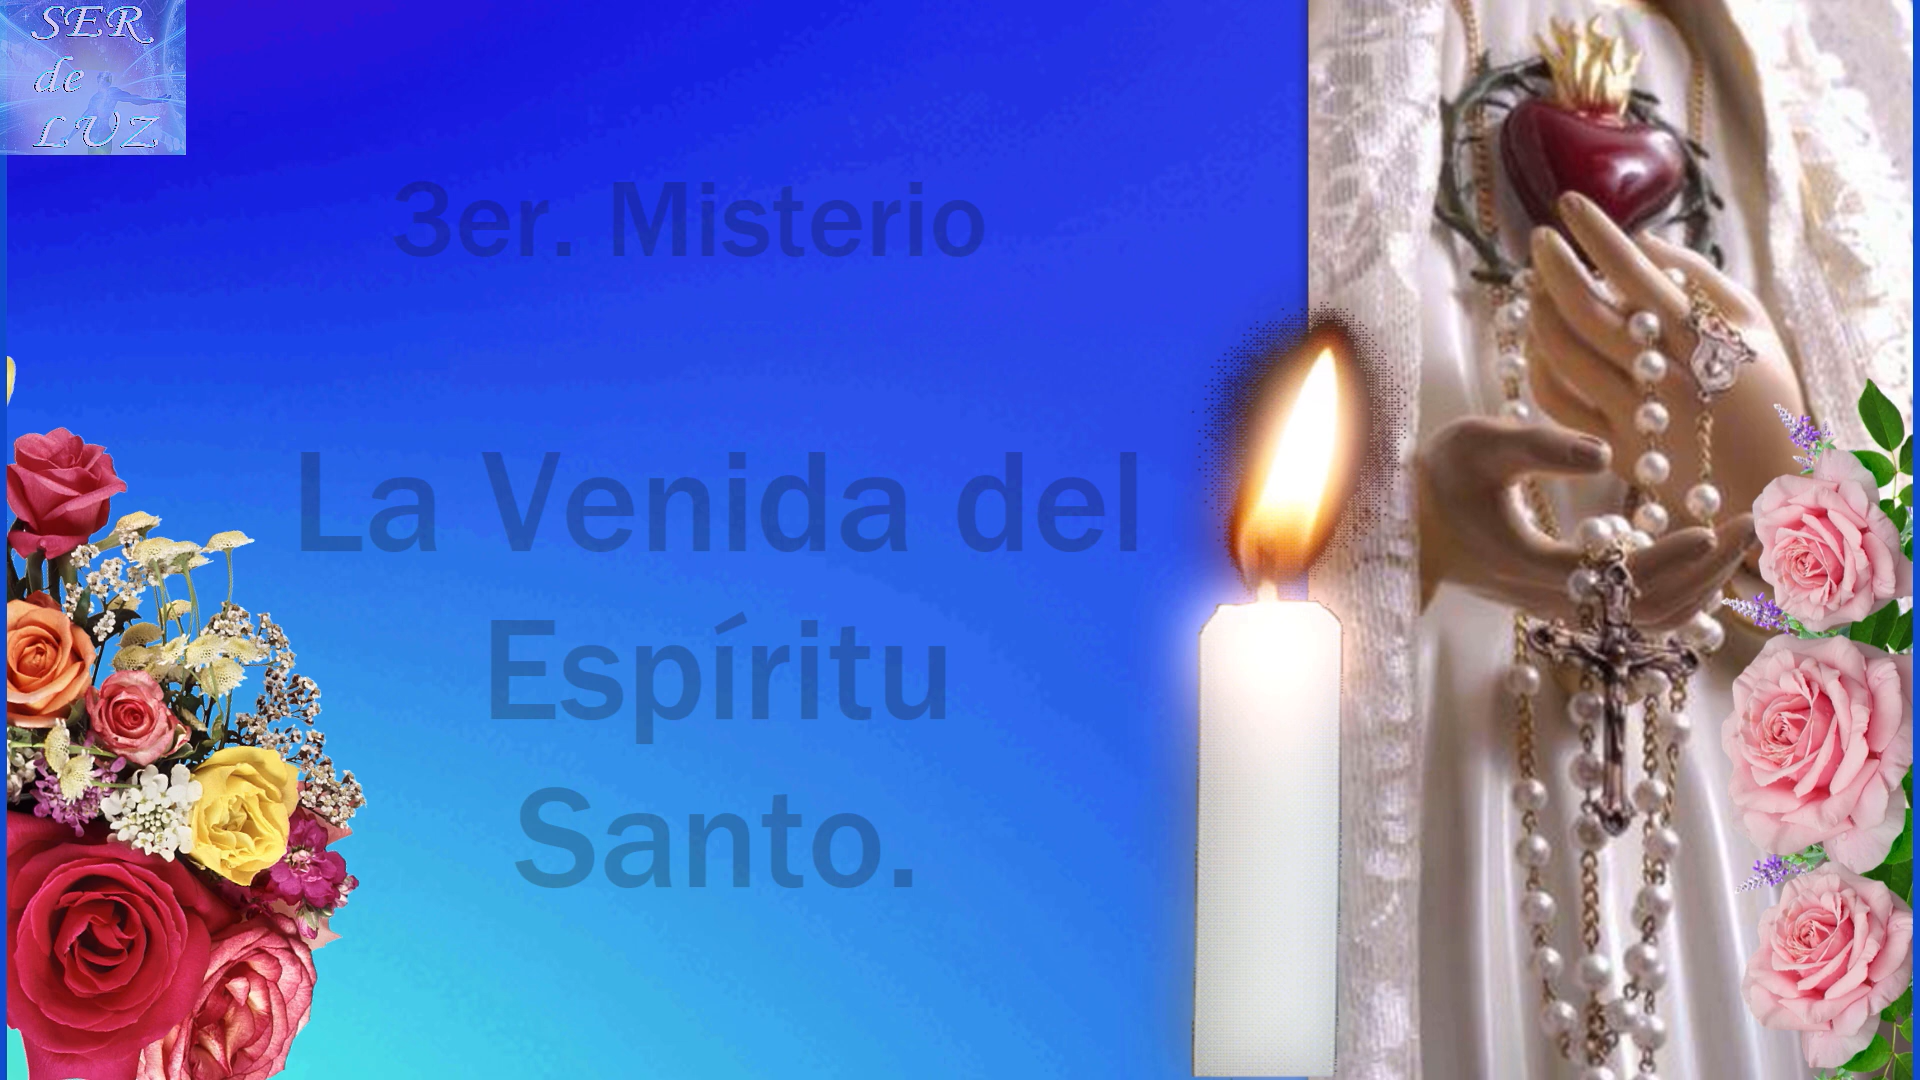 SER
de
LUZ
3er. Misterio
La Venida del
Espíritu
Santo.